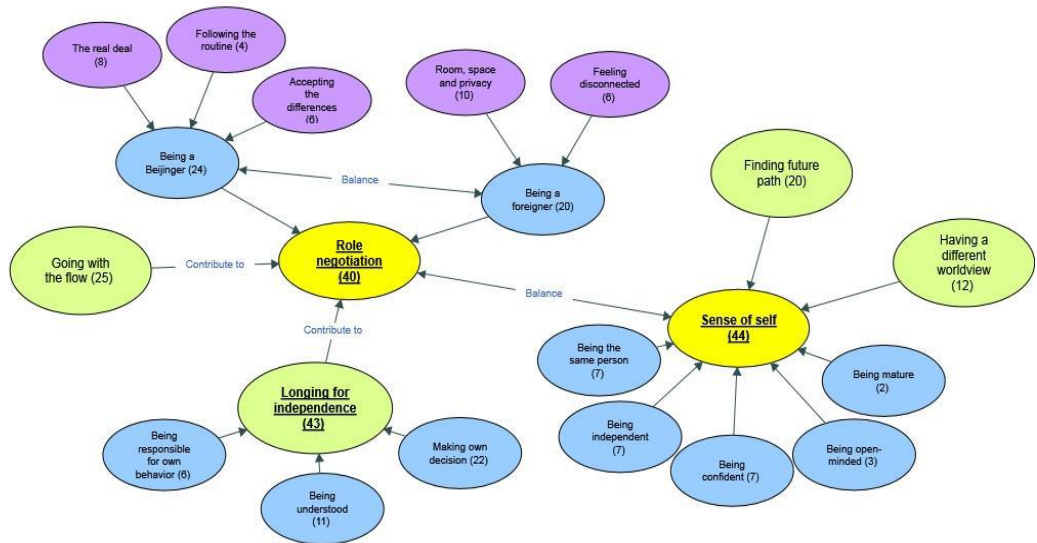 The real deal
(8)
Following the
routine (4)
Accepting
the
differences
(6)
Room, space
and privacy
(10)
Feeling
disconnected
(6)
Being a
Beijinger (24)
Balance
Being a
foreigner (20)
Finding future
path (20)
Going with
the flow (25)
Contribute to
Role
negotiation
(40)
Having a
different
worldview
(12)
Balance
Sense of self
(44)
Contribute to
Being the
same person
(7)
Being mature
(2)
Longing for
independence
(43)
Being
responsible
for own
behavior (6)
Making own
decision (22)
Being
understood
(11)
Being
independent
(7)
Being
confident (7)
Being open-
minded (3)